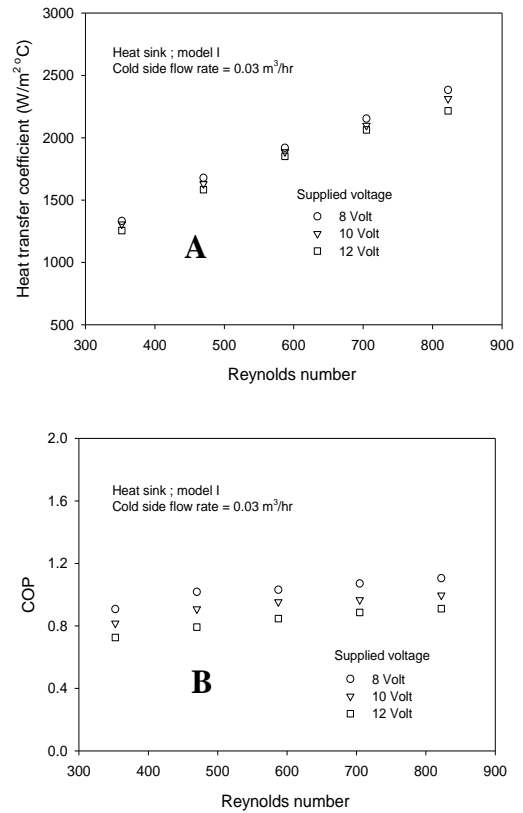 3000
2500
2000
1500
1000
500
Heat transfer coefficient (W/m² ºC)
Heat sink ; model I
Cold side flow rate = 0.03 m³/hr
Supplied voltage
8 Volt
10 Volt
12 Volt
A
300 400 500 600 700 800 900
Reynolds number
2.0
1.6
1.2
0.8
0.4
0.0
COP
Heat sink ; model I
Cold side flow rate = 0.03 m³/hr
Supplied voltage
8 Volt
10 Volt
12 Volt
B
300 400 500 600 700 800 900
Reynolds number